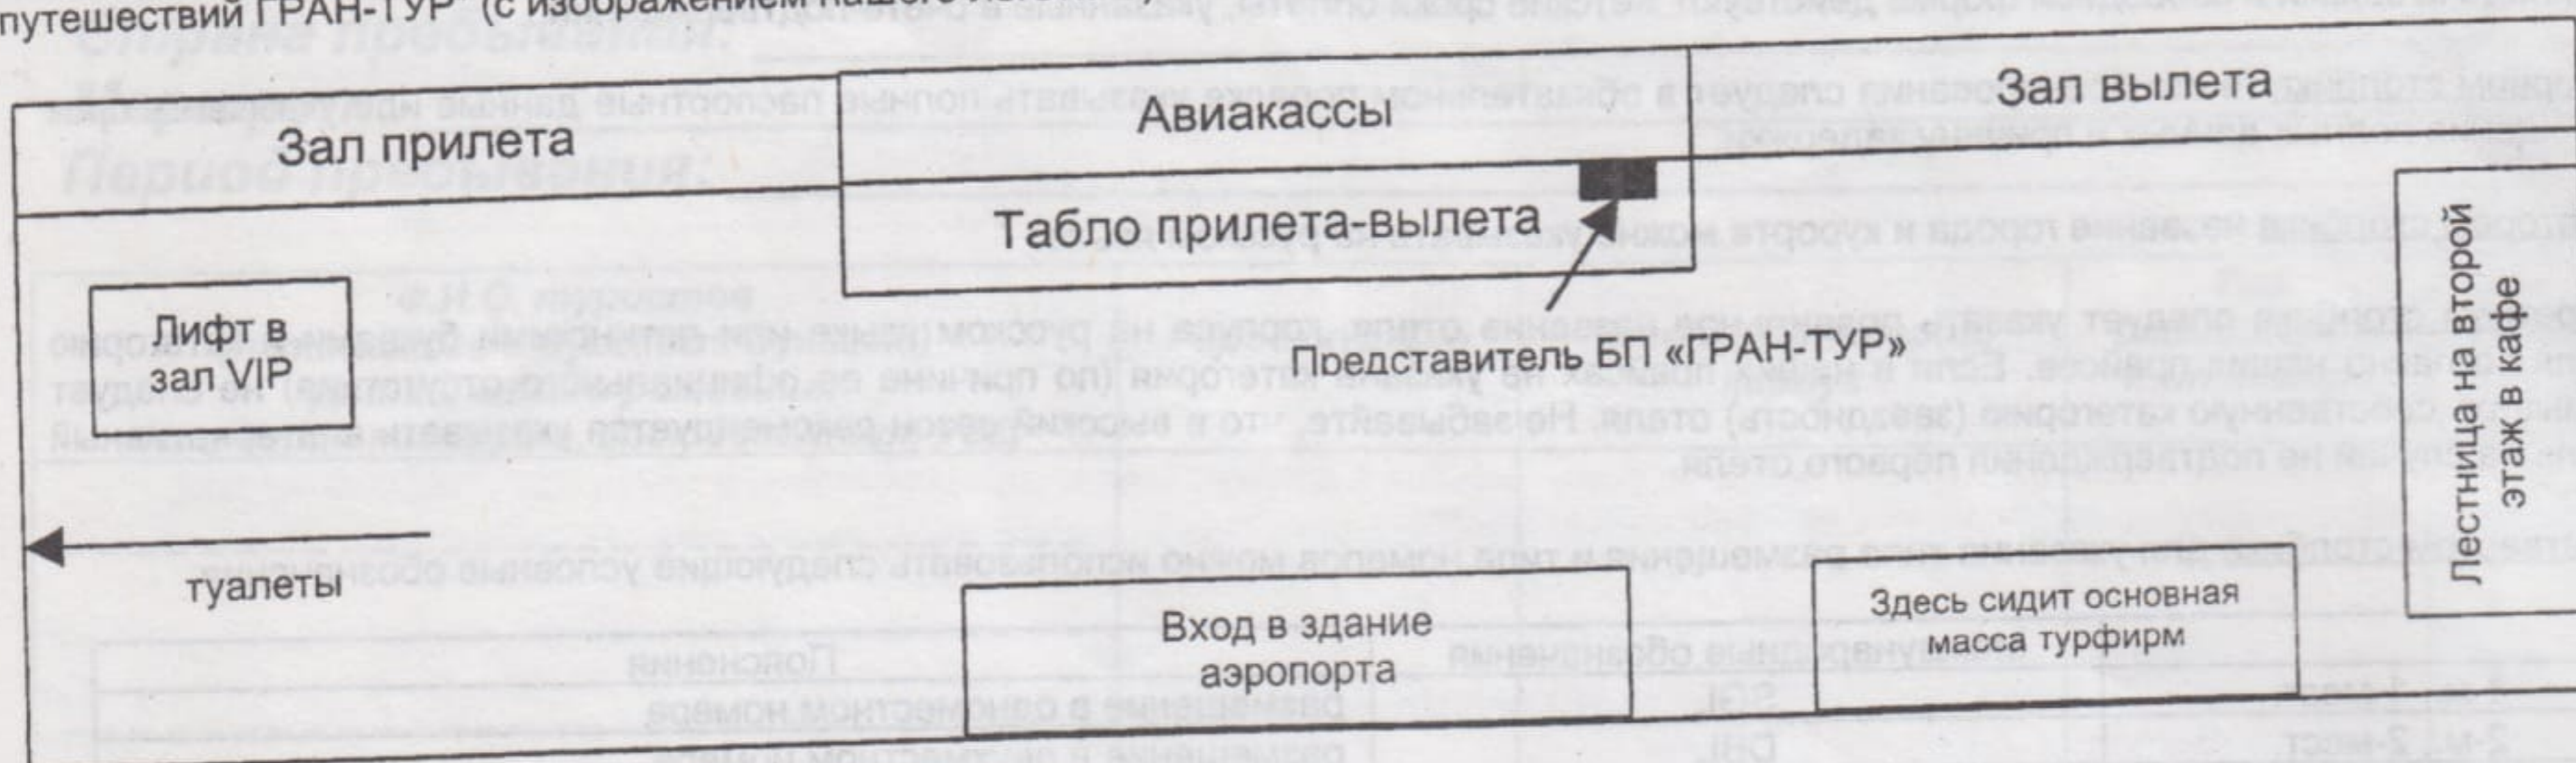 путешествий ГРАН-ТУР" (с изображением нашего
Зал прилета
Авиакассы
Зал вылета
Табло прилета-вылета
Лифт в
зал VIP
Представитель БП «ГРАН-ТУР»
Лестница на второй
этаж в кафе
туалеты
Вход в здание
аэропорта
Здесь сидит основная
масса турфирм